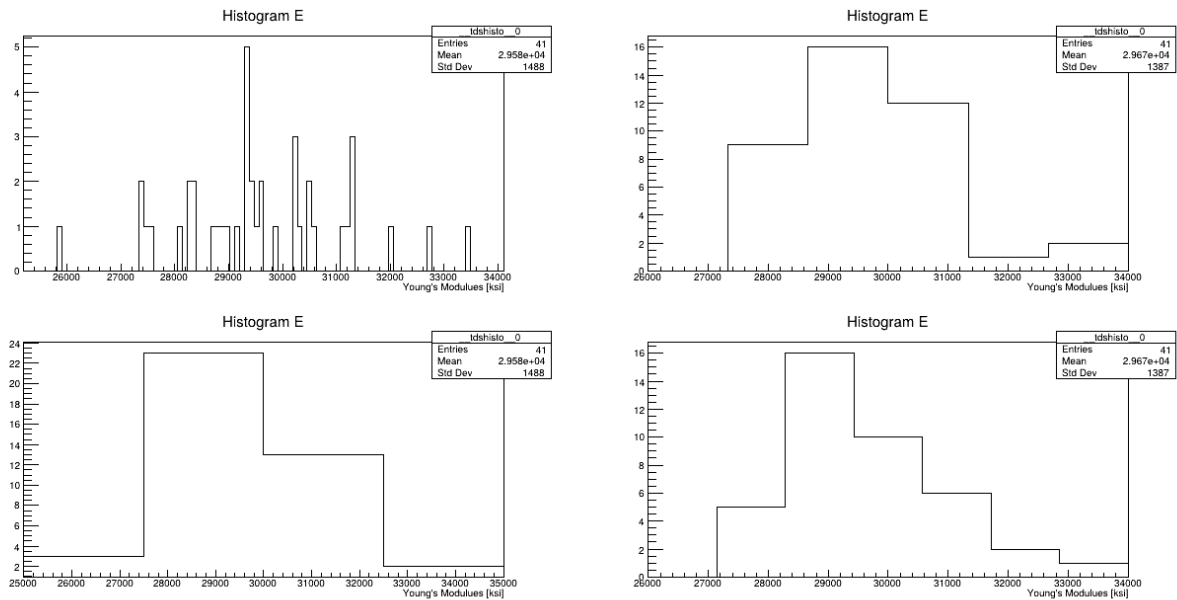 Histogram E
__tdshisto__0
Entries 41
Mean 2.958e+04
Std Dev 1488
5
4
3
2
1
0
26000 27000 28000 29000 30000 31000 32000 33000 34000
Young's Modulues [ksi]
Histogram E
__tdshisto__0
Entries 41
Mean 2.967e+04
Std Dev 1387
16
14
12
10
8
6
4
2
0
26000 27000 28000 29000 30000 31000 32000 33000 34000
Young's Modulues [ksi]
Histogram E
__tdshisto__0
Entries 41
Mean 2.958e+04
Std Dev 1488
24
22
20
18
16
14
12
10
8
6
4
2
25000 26000 27000 28000 29000 30000 31000 32000 33000 34000 35000
Young's Modulues [ksi]
Histogram E
__tdshisto__0
Entries 41
Mean 2.967e+04
Std Dev 1387
16
14
12
10
8
6
4
2
0
26000 27000 28000 29000 30000 31000 32000 33000 34000
Young's Modulues [ksi]